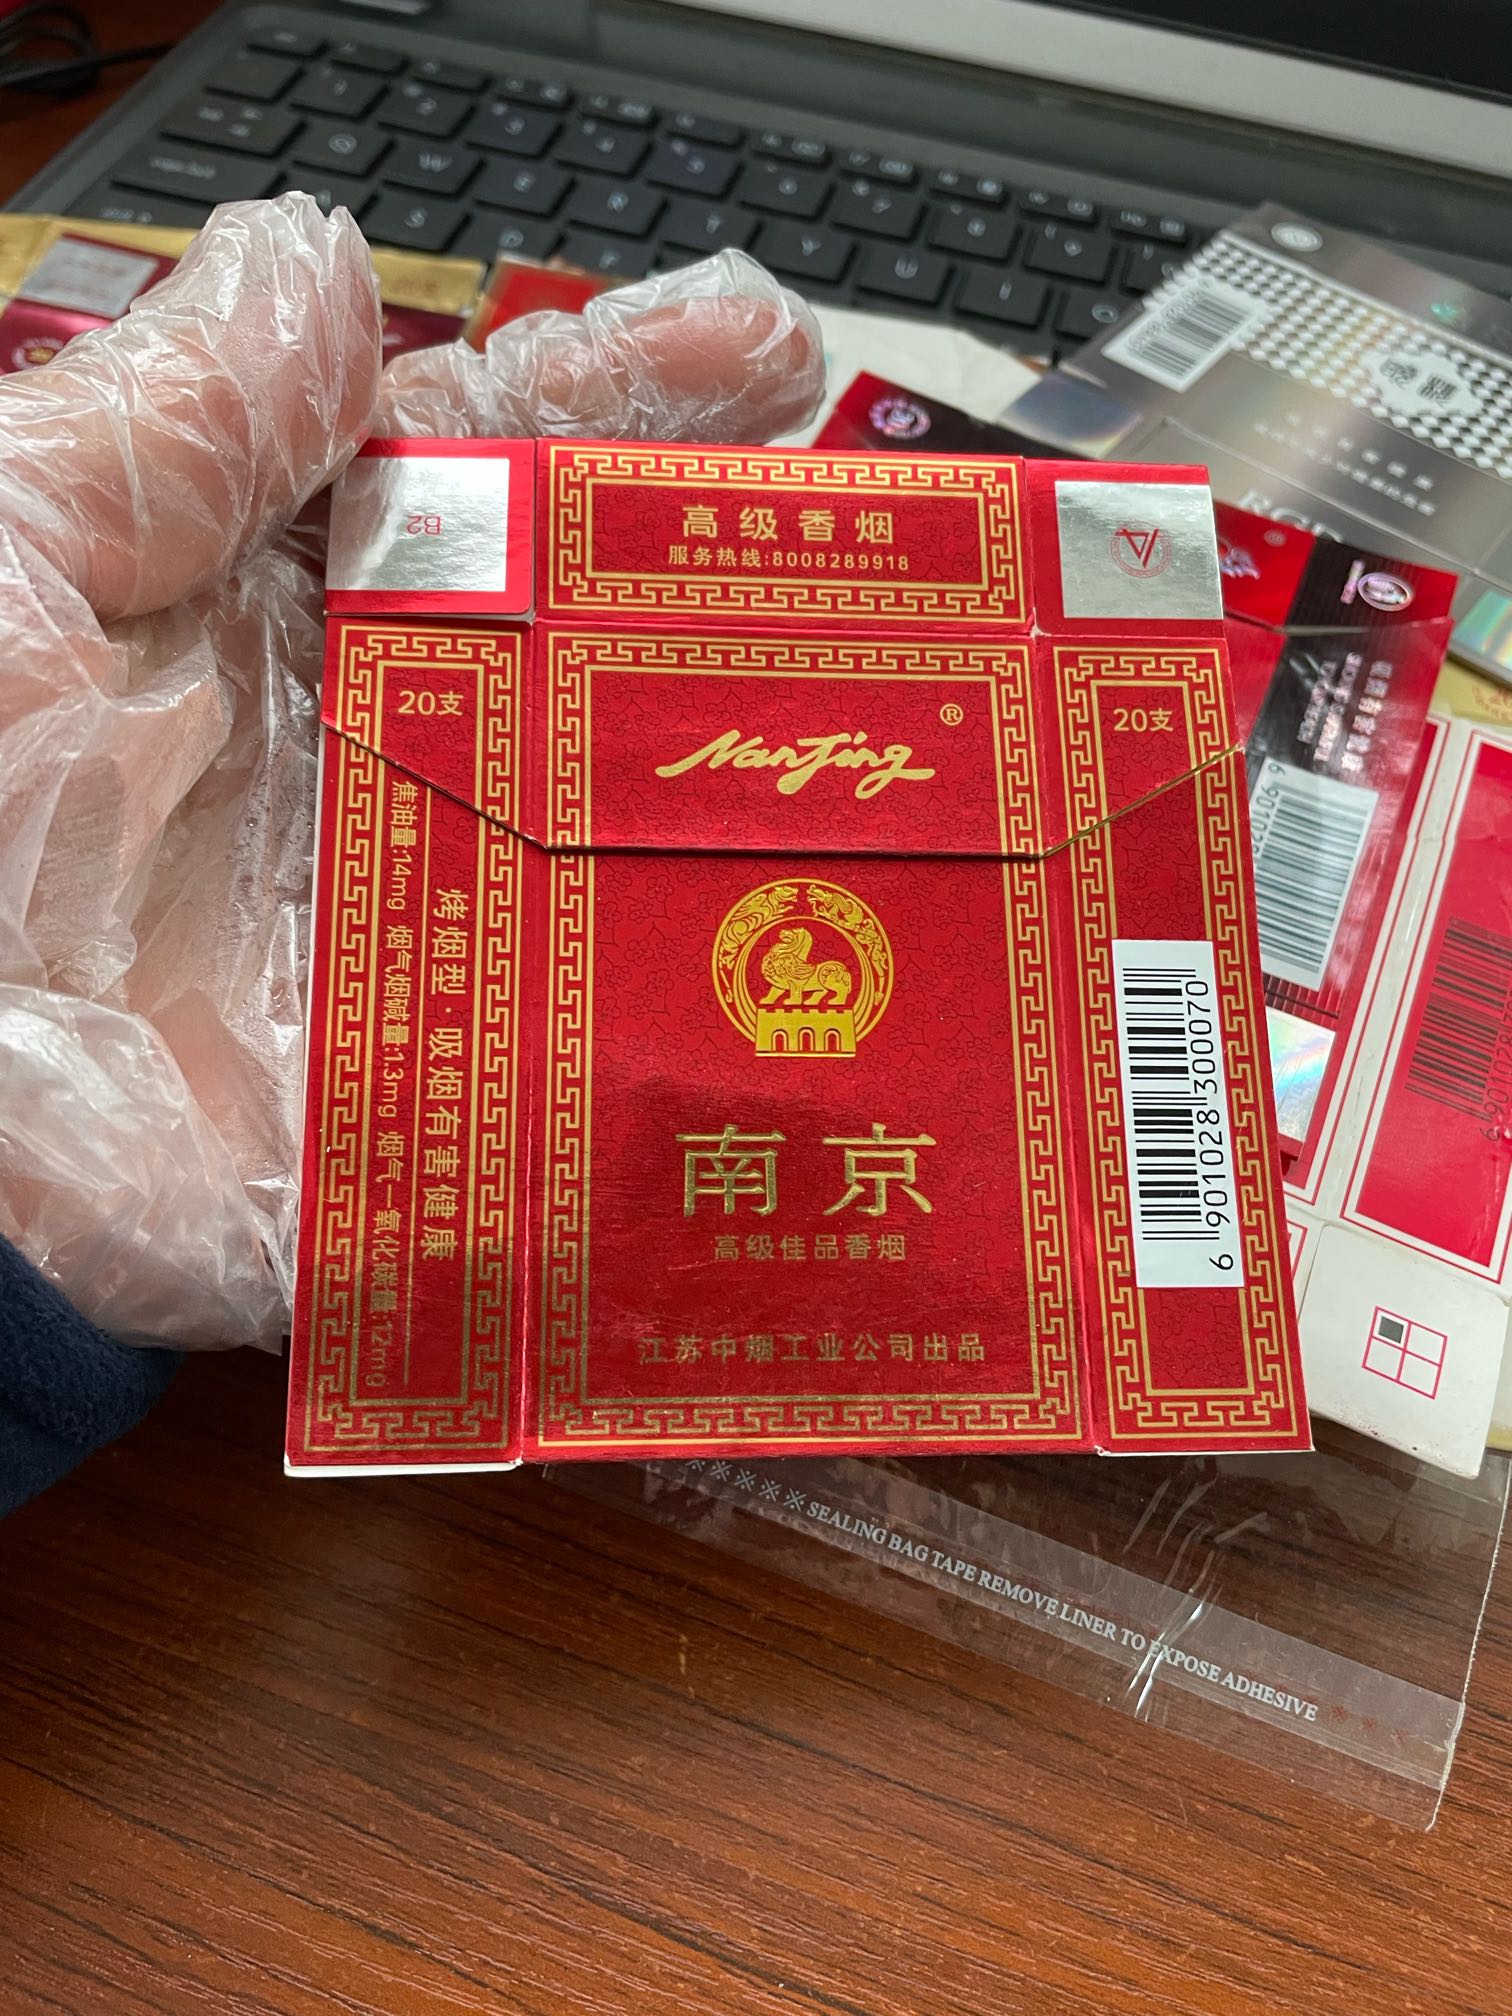 B2
高级香烟
服务热线:8008289918
20支
NanJing®
20支
焦油量:14mg 烟气烟碱量:1.3mg 烟气一氧化碳量:12mg
烤烟型·吸烟有害健康
南京
高级佳品香烟
江苏中烟工业公司出品
6 901028 300070
※※※※※SEALING BAG TAPE REMOVE LINER TO EXPOSE ADHESIVE ※※※